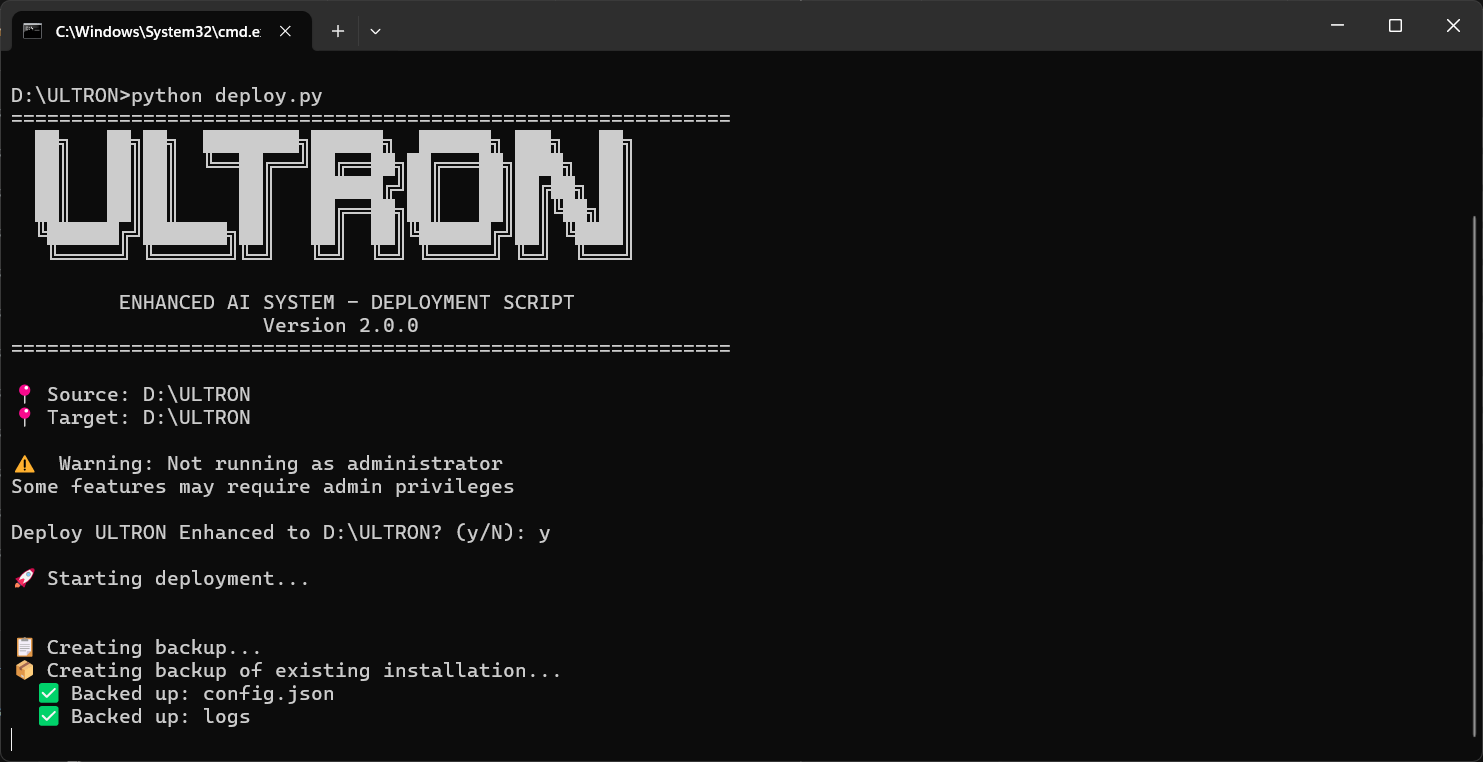 C:\Windows\System32\cmd.e
D:\ULTRON>python deploy.py
============================================================
ULTRON
ENHANCED AI SYSTEM - DEPLOYMENT SCRIPT
Version 2.0.0
============================================================
📍 Source: D:\ULTRON
📍 Target: D:\ULTRON
⚠️  Warning: Not running as administrator
Some features may require admin privileges
Deploy ULTRON Enhanced to D:\ULTRON? (y/N): y
🚀 Starting deployment...
📋 Creating backup...
📦 Creating backup of existing installation...
✅ Backed up: config.json
✅ Backed up: logs